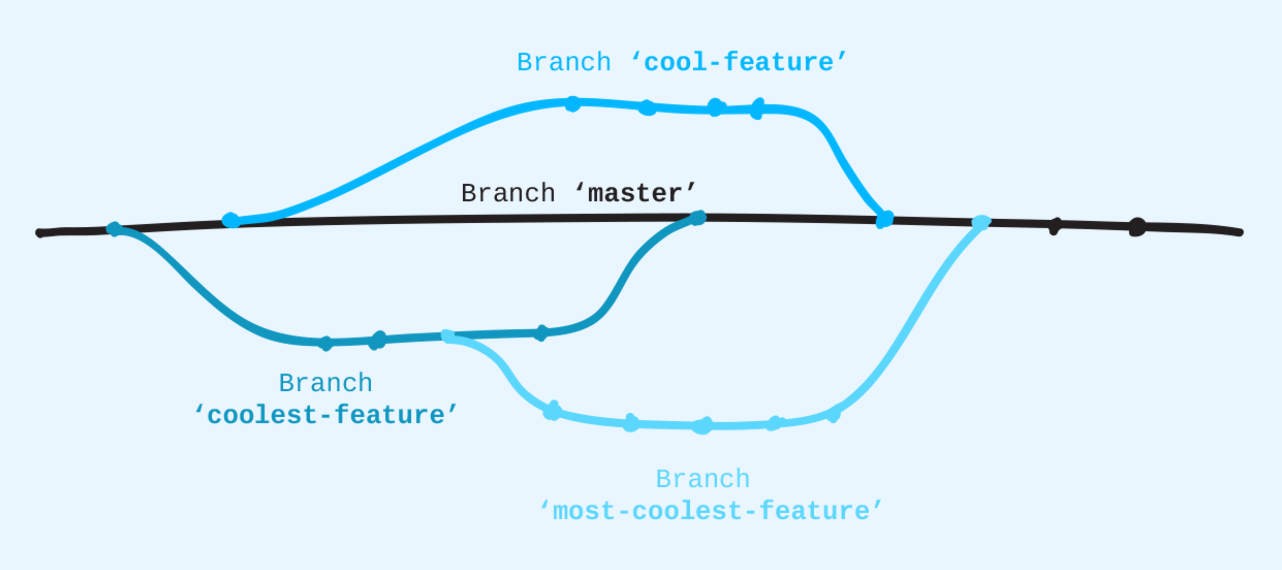 Branch ‘cool-feature’
Branch ‘master’
Branch
‘coolest-feature’
Branch
‘most-coolest-feature’